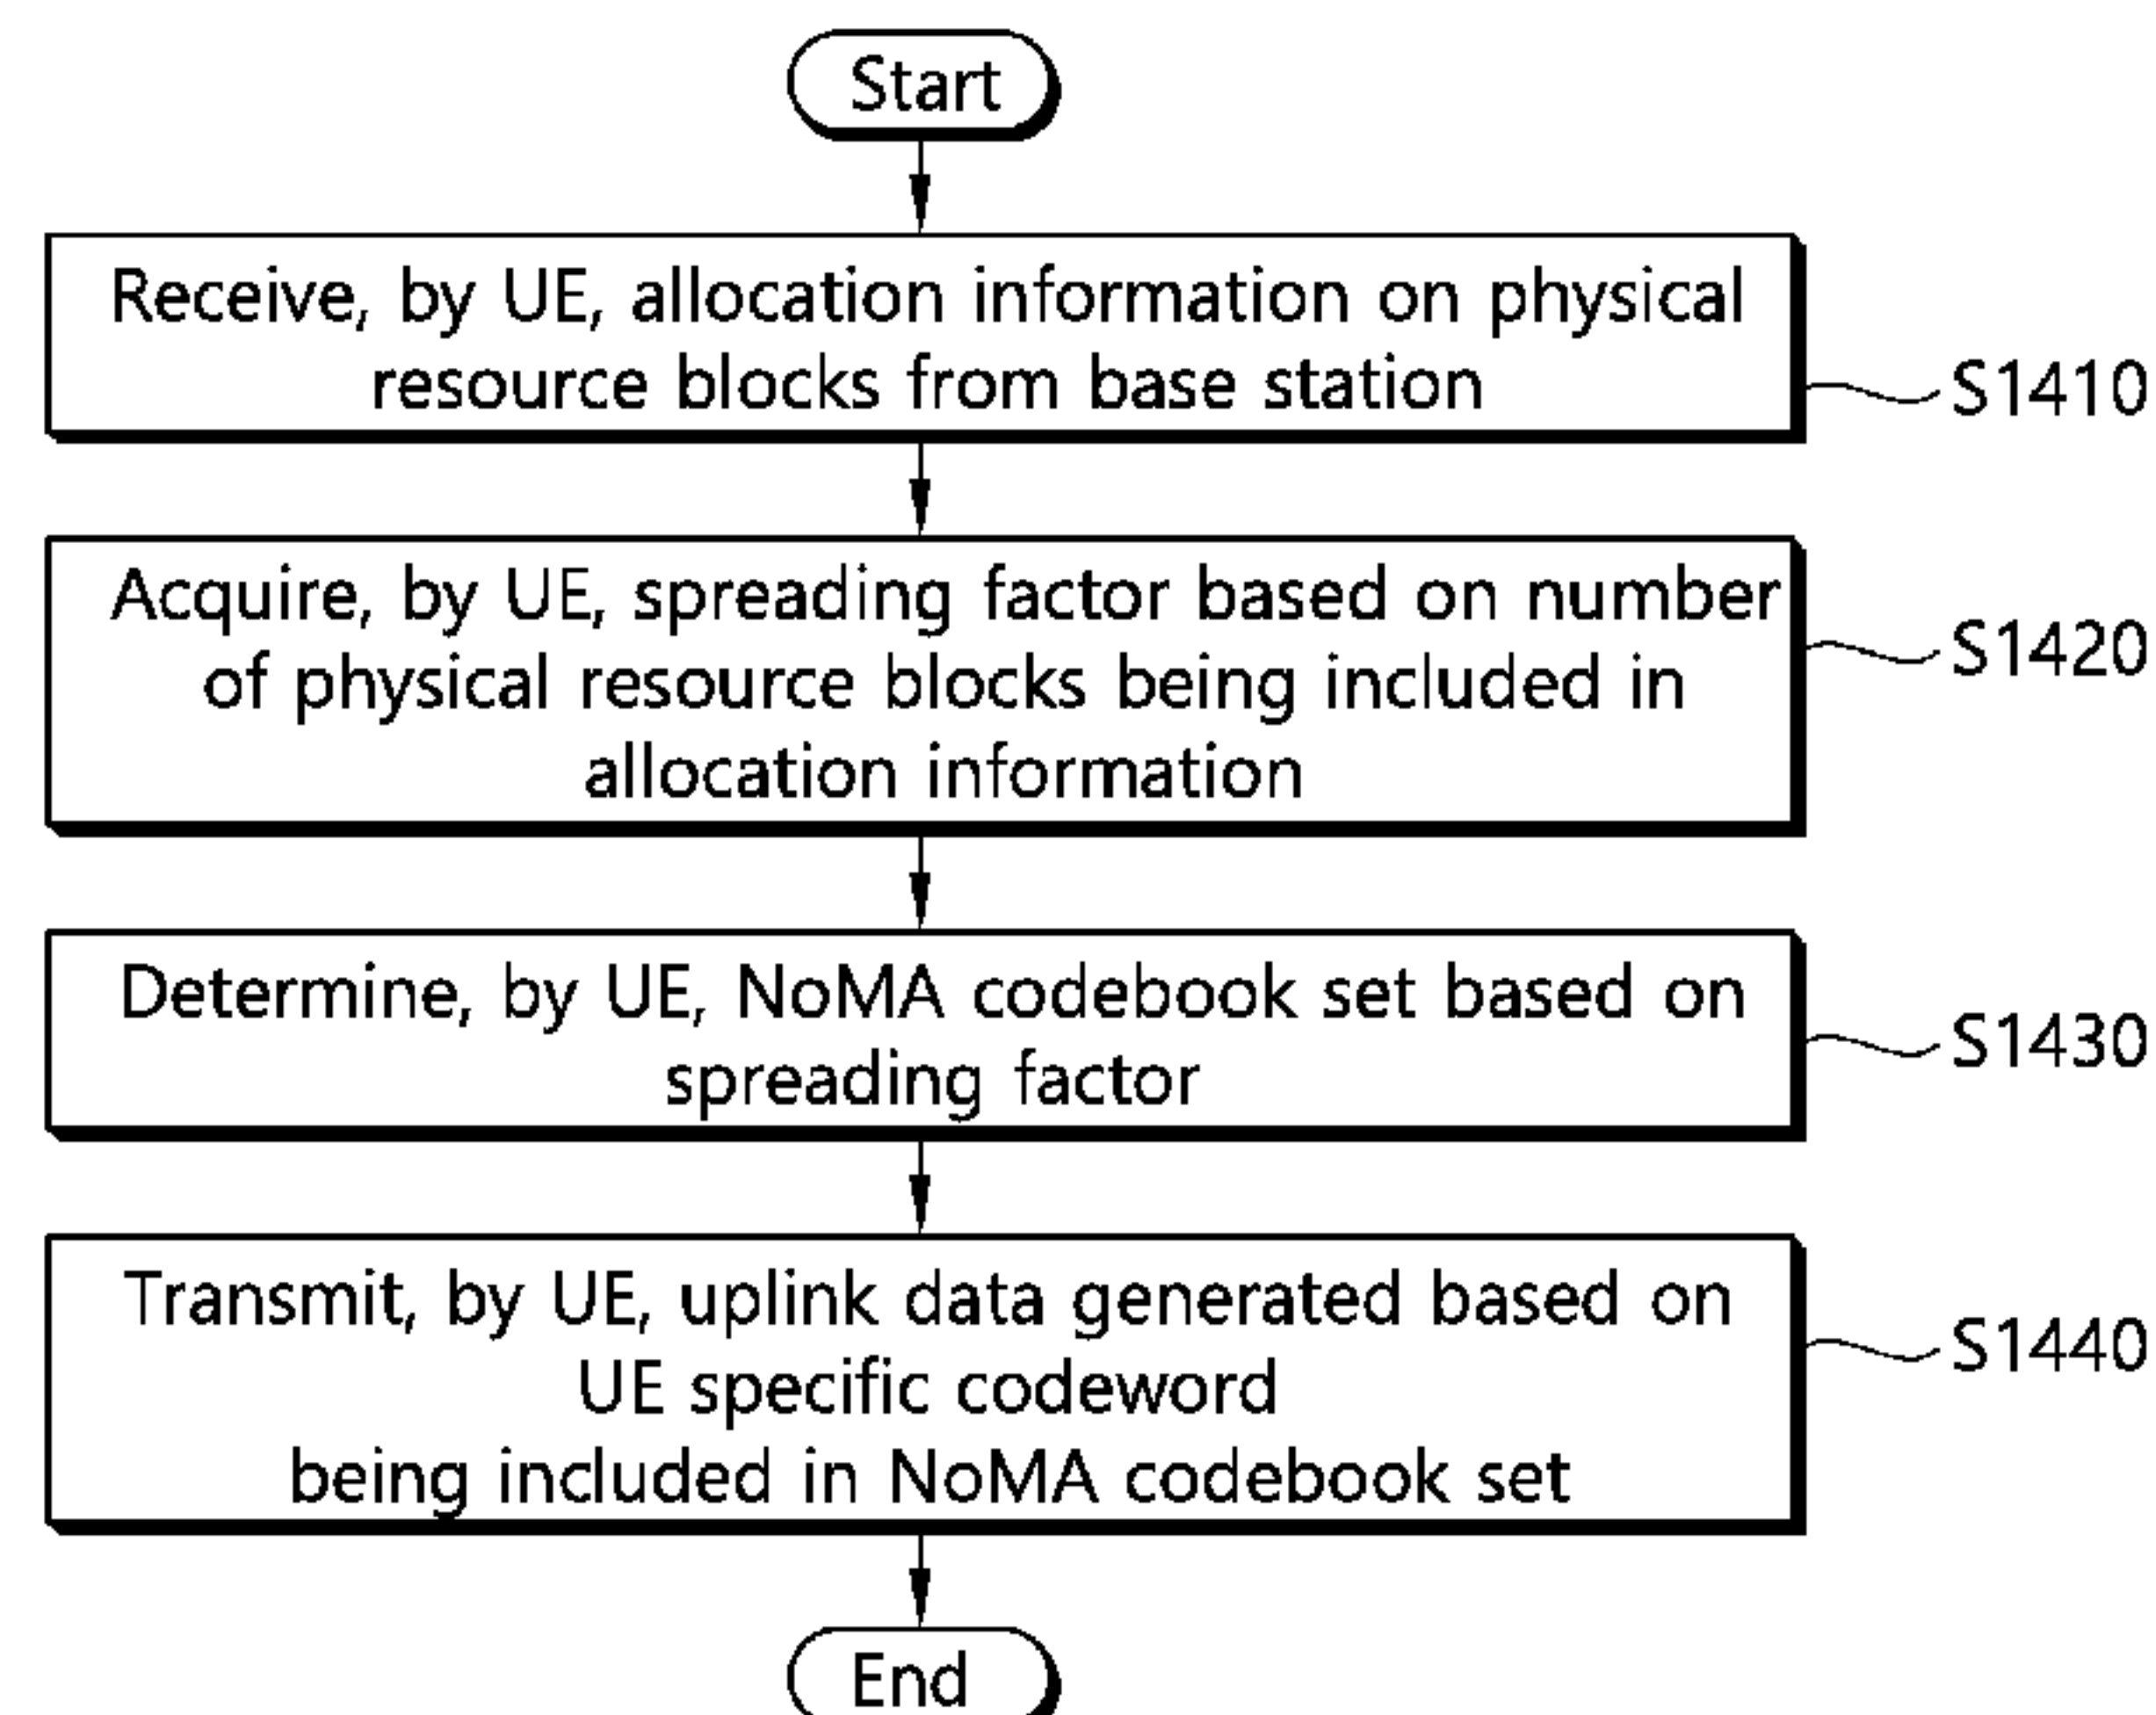 Start
Receive, by UE, allocation information on physical
resource blocks from base station
S1410
Acquire, by UE, spreading factor based on number
of physical resource blocks being included in
allocation information
S1420
Determine, by UE, NoMA codebook set based on
spreading factor
S1430
Transmit, by UE, uplink data generated based on
UE specific codeword
being included in NoMA codebook set
S1440
End